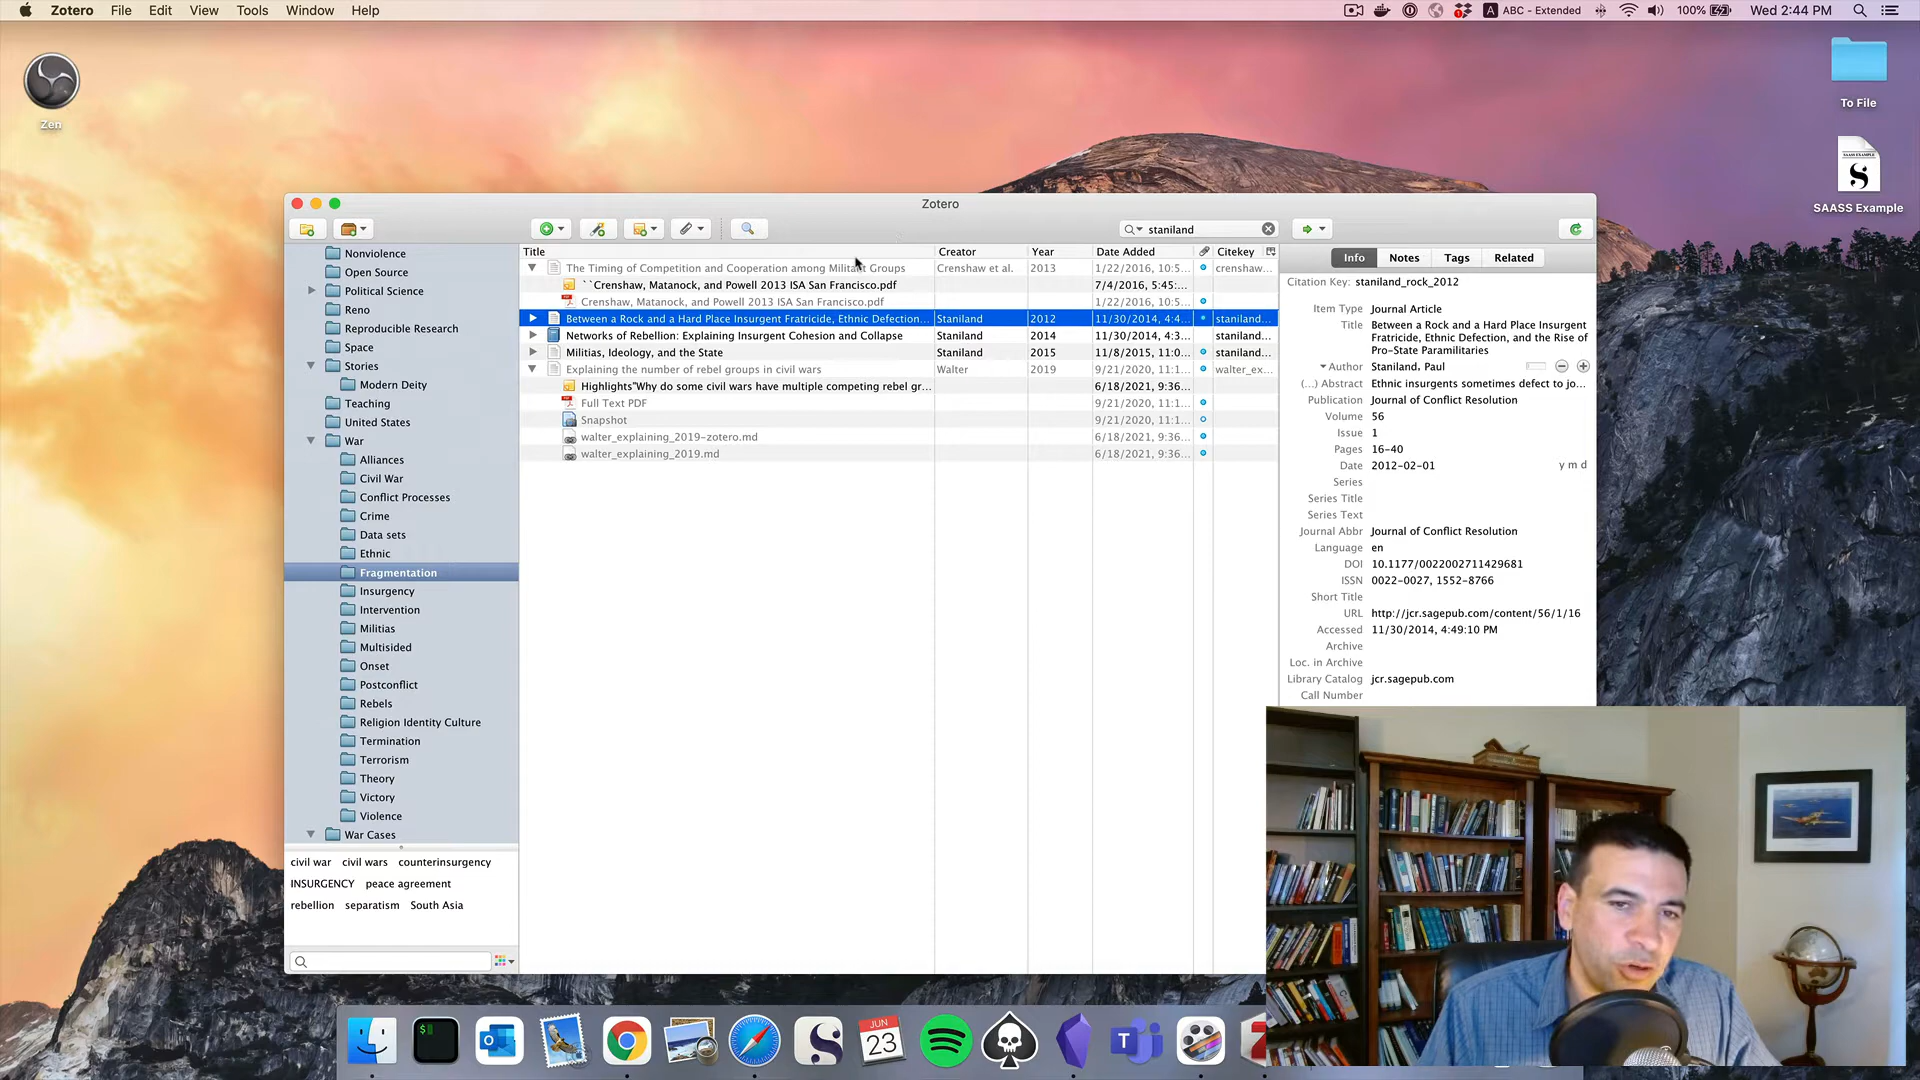 Zotero File Edit View Tools Window Help
A ABC - Extended 100% Wed 2:44 PM
Zen
To File
SAASS EXAMPLE
S
SAASS Example
Zotero
staniland
Title Creator Year Date Added Citekey
The Timing of Competition and Cooperation among Militant Groups Crenshaw et al. 2013 1/22/2016, 10:5... crenshaw...
``Crenshaw, Matanock, and Powell 2013 ISA San Francisco.pdf 7/4/2016, 5:45:...
Crenshaw, Matanock, and Powell 2013 ISA San Francisco.pdf 1/22/2016, 10:5...
Between a Rock and a Hard Place Insurgent Fratricide, Ethnic Defection... Staniland 2012 11/30/2014, 4:4... staniland...
Networks of Rebellion: Explaining Insurgent Cohesion and Collapse Staniland 2014 11/30/2014, 4:3... staniland...
Militias, Ideology, and the State Staniland 2015 11/8/2015, 11:0... staniland...
Explaining the number of rebel groups in civil wars Walter 2019 9/21/2020, 11:1... walter_ex...
Highlights"Why do some civil wars have multiple competing rebel gr... 6/18/2021, 9:36...
Full Text PDF 9/21/2020, 11:1...
Snapshot 9/21/2020, 11:1...
walter_explaining_2019-zotero.md 6/18/2021, 9:36...
walter_explaining_2019.md 6/18/2021, 9:36...
Nonviolence
Open Source
Political Science
Reno
Reproducible Research
Space
Stories
Modern Deity
Teaching
United States
War
Alliances
Civil War
Conflict Processes
Crime
Data sets
Ethnic
Fragmentation
Insurgency
Intervention
Militias
Multisided
Onset
Postconflict
Rebels
Religion Identity Culture
Termination
Terrorism
Theory
Victory
Violence
War Cases
civil war civil wars counterinsurgency
INSURGENCY peace agreement
rebellion separatism South Asia
Info Notes Tags Related
Citation Key: staniland_rock_2012
Item Type Journal Article
Title Between a Rock and a Hard Place Insurgent
Fratricide, Ethnic Defection, and the Rise of
Pro-State Paramilitaries
Author Staniland, Paul
(...) Abstract Ethnic insurgents sometimes defect to jo...
Publication Journal of Conflict Resolution
Volume 56
Issue 1
Pages 16-40
Date 2012-02-01 y m d
Series
Series Title
Series Text
Journal Abbr Journal of Conflict Resolution
Language en
DOI 10.1177/0022002711429681
ISSN 0022-0027, 1552-8766
Short Title
URL http://jcr.sagepub.com/content/56/1/16
Accessed 11/30/2014, 4:49:10 PM
Archive
Loc. in Archive
Library Catalog jcr.sagepub.com
Call Number
JUN
23